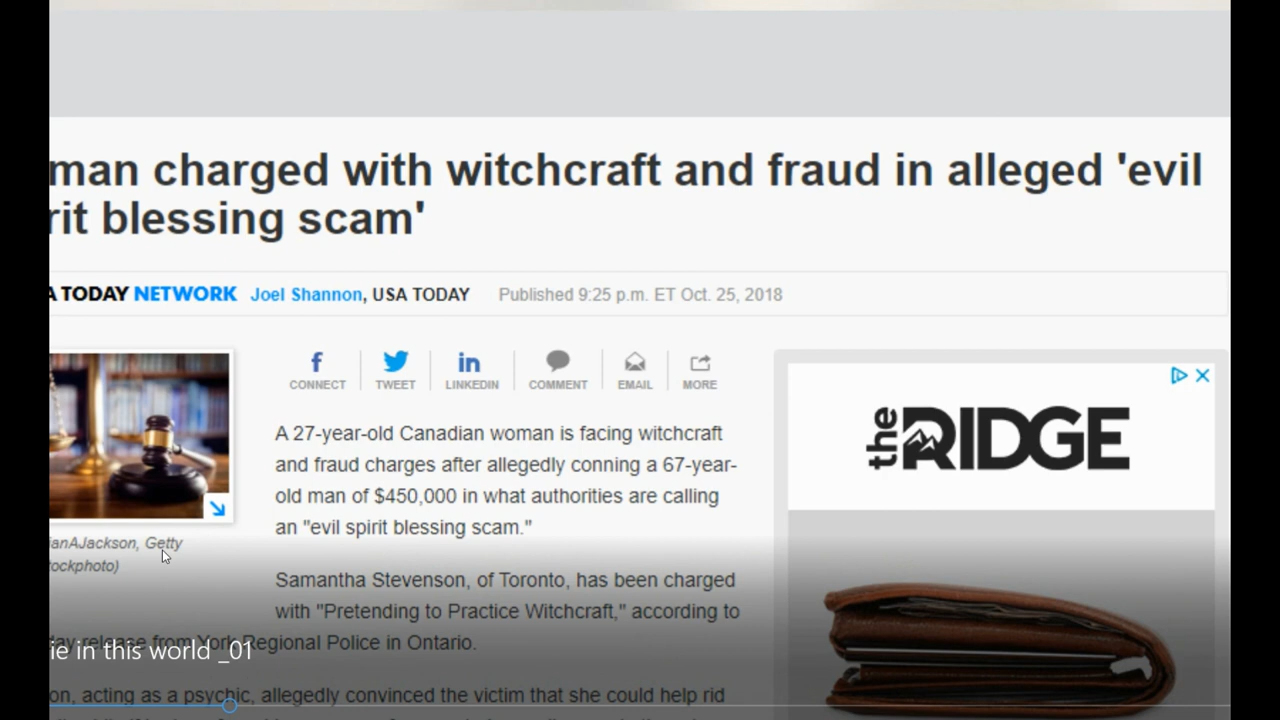 man charged with witchcraft and fraud in alleged 'evil
rit blessing scam'
A TODAY NETWORK Joel Shannon, USA TODAY Published 9:25 p.m. ET Oct. 25, 2018
CONNECT TWEET LINKEDIN COMMENT EMAIL MORE
the RIDGE
A 27-year-old Canadian woman is facing witchcraft
and fraud charges after allegedly conning a 67-year-
old man of $450,000 in what authorities are calling
an "evil spirit blessing scam."
ianAJackson, Getty
tockphoto)
Samantha Stevenson, of Toronto, has been charged
with "Pretending to Practice Witchcraft," according to
day release from York Regional Police in Ontario.
ie in this world _01
on, acting as a psychic, allegedly convinced the victim that she could help rid